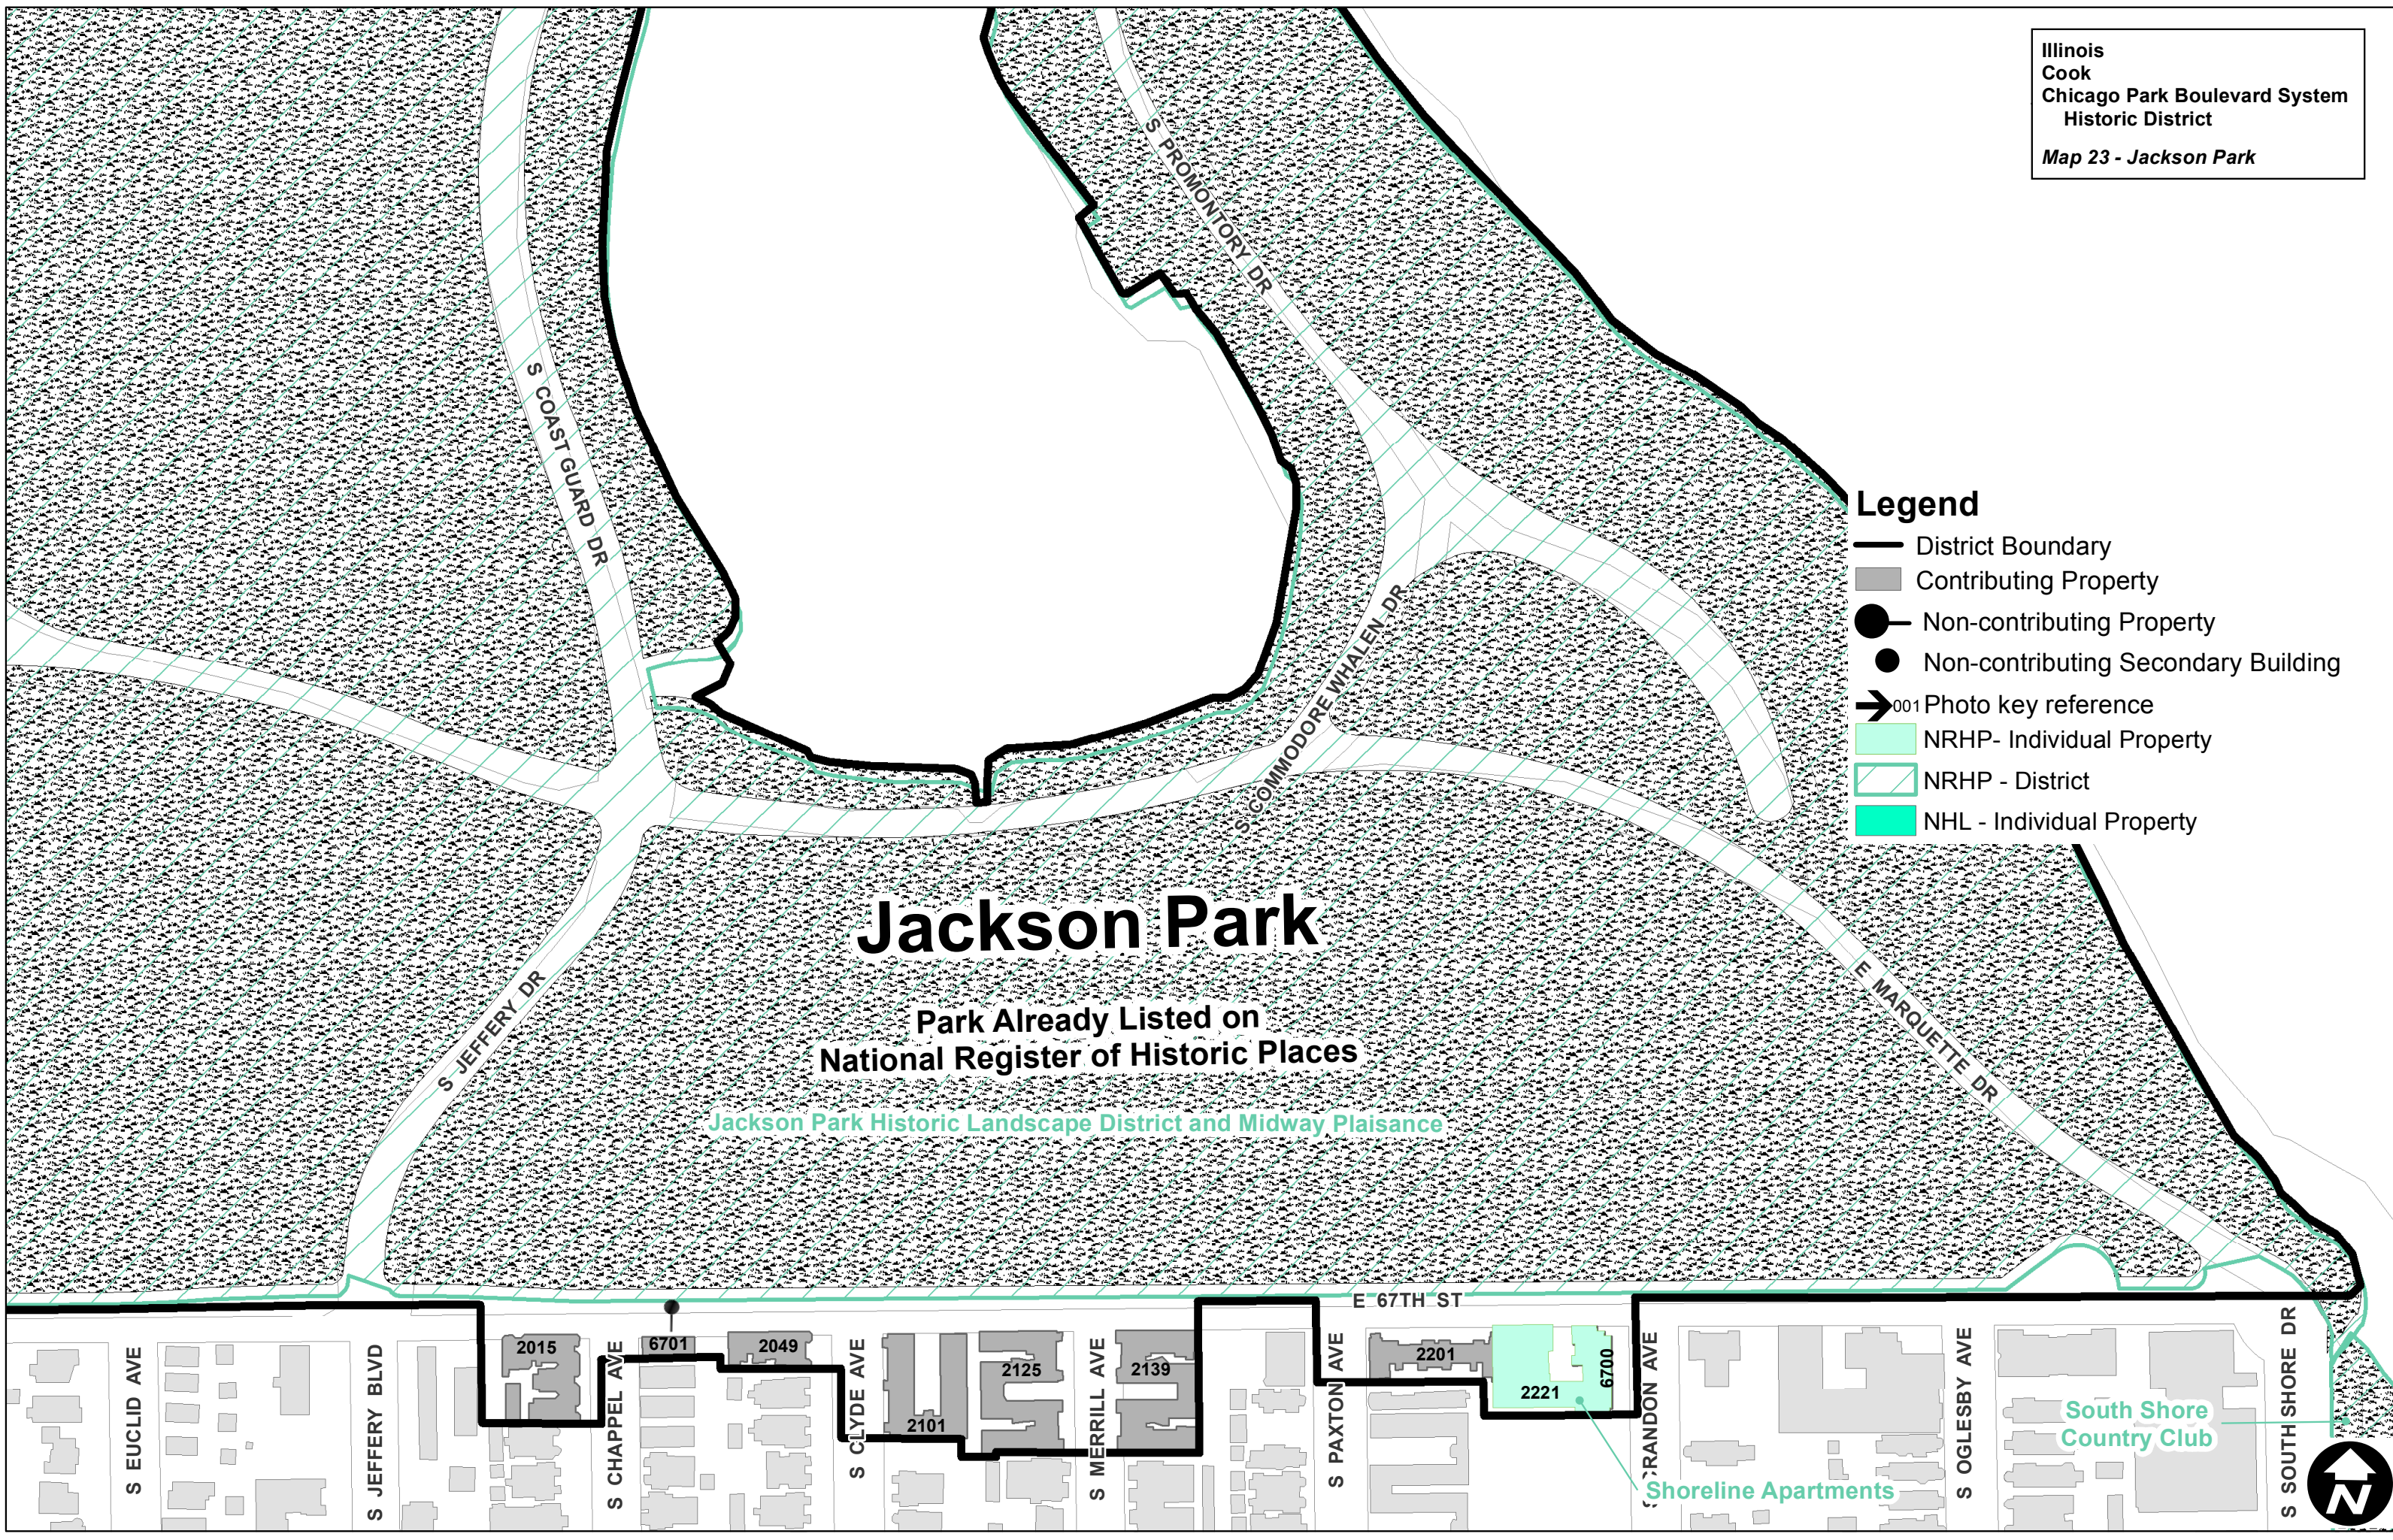 Illinois
Cook
Chicago Park Boulevard System
Historic District
Map 23 - Jackson Park
S PROMONTORY DR
S COAST GUARD DR
Legend
District Boundary
Contributing Property
Non-contributing Property
Non-contributing Secondary Building
001 Photo key reference
NRHP- Individual Property
NRHP - District
NHL - Individual Property
S COMMODORE WHALEN DR
Jackson Park
S JEFFERY DR
E MARQUETTE DR
Park Already Listed on
National Register of Historic Places
Jackson Park Historic Landscape District and Midway Plaisance
E 67TH ST
2015
6701
2049
2101
2125
2139
2201
2221
6700
S EUCLID AVE
S JEFFERY BLVD
S CHAPPEL AVE
S CLYDE AVE
S MERRILL AVE
S PAXTON AVE
CRANDON AVE
S OGLESBY AVE
S SOUTH SHORE DR
South Shore
Country Club
Shoreline Apartments
N